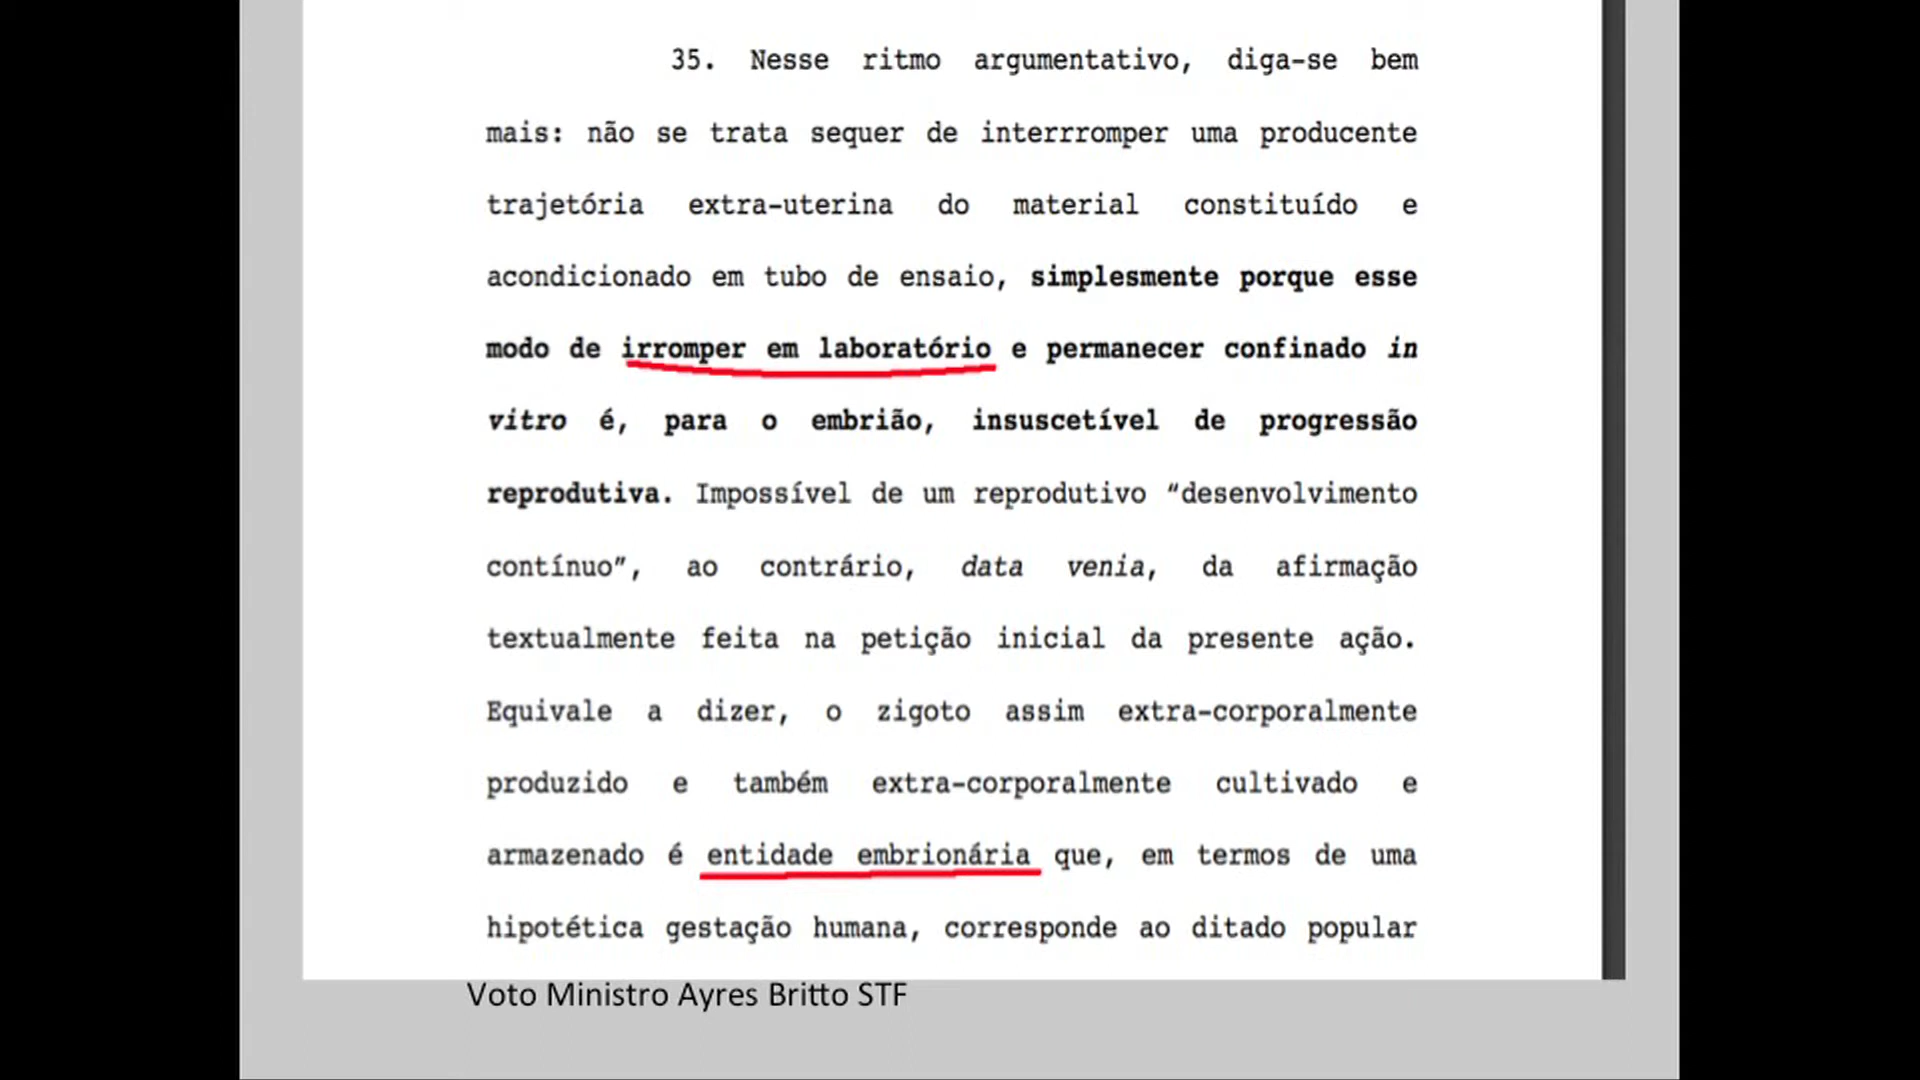 35. Nesse ritmo argumentativo, diga-se bem
mais: não se trata sequer de interrromper uma producente
trajetória extra-uterina do material constituído e
acondicionado em tubo de ensaio, simplesmente porque esse
modo de irromper em laboratório e permanecer confinado in
vitro é, para o embrião, insuscetível de progressão
reprodutiva. Impossível de um reprodutivo “desenvolvimento
contínuo”, ao contrário, data venia, da afirmação
textualmente feita na petição inicial da presente ação.
Equivale a dizer, o zigoto assim extra-corporalmente
produzido e também extra-corporalmente cultivado e
armazenado é entidade embrionária que, em termos de uma
hipotética gestação humana, corresponde ao ditado popular
Voto Ministro Ayres Britto STF